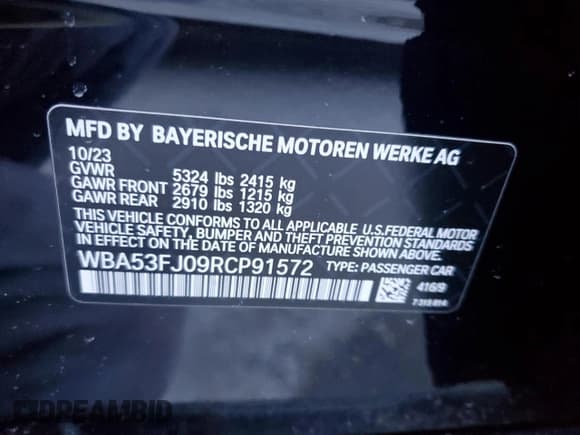 MFD BY BAYERISCHE MOTOREN WERKE AG
10/23
GVWR 5324 lbs 2415 kg
GAWR FRONT 2679 lbs 1215 kg
GAWR REAR 2910 lbs 1320 kg
THIS VEHICLE CONFORMS TO ALL APPLICABLE U.S.FEDERAL MOTOR
VEHICLE SAFETY, BUMPER AND THEFT PREVENTION STANDARDS
IN EFFECT ON THE DATE OF MANUFACTURE SHOWN ABOVE.
WBA53FJ09RCP91572 TYPE: PASSENGER CAR
416/9
DREAMBID